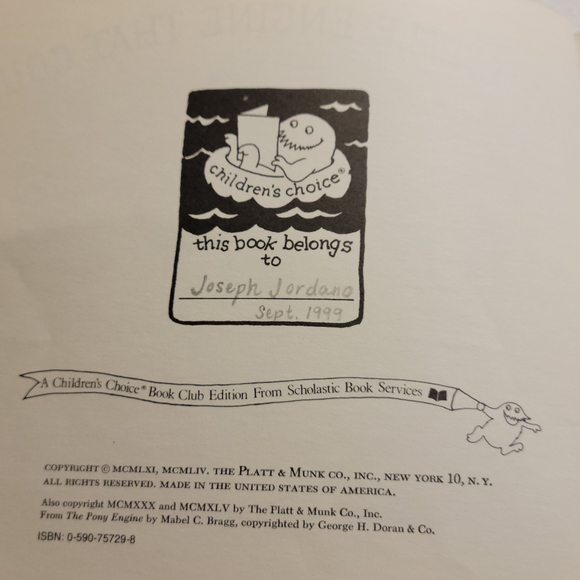 children's choice®
this book belongs
to
Joseph Jordano
Sept. 1999
A Children's Choice® Book Club Edition From Scholastic Book Services
COPYRIGHT © MCMLXI, MCMLIV. THE PLATT & MUNK CO., INC., NEW YORK 10, N. Y.
ALL RIGHTS RESERVED. MADE IN THE UNITED STATES OF AMERICA.
Also copyright MCMXXX and MCMXLV by The Platt & Munk Co., Inc.
From The Pony Engine by Mabel C. Bragg, copyrighted by George H. Doran & Co.
ISBN: 0-590-75729-8